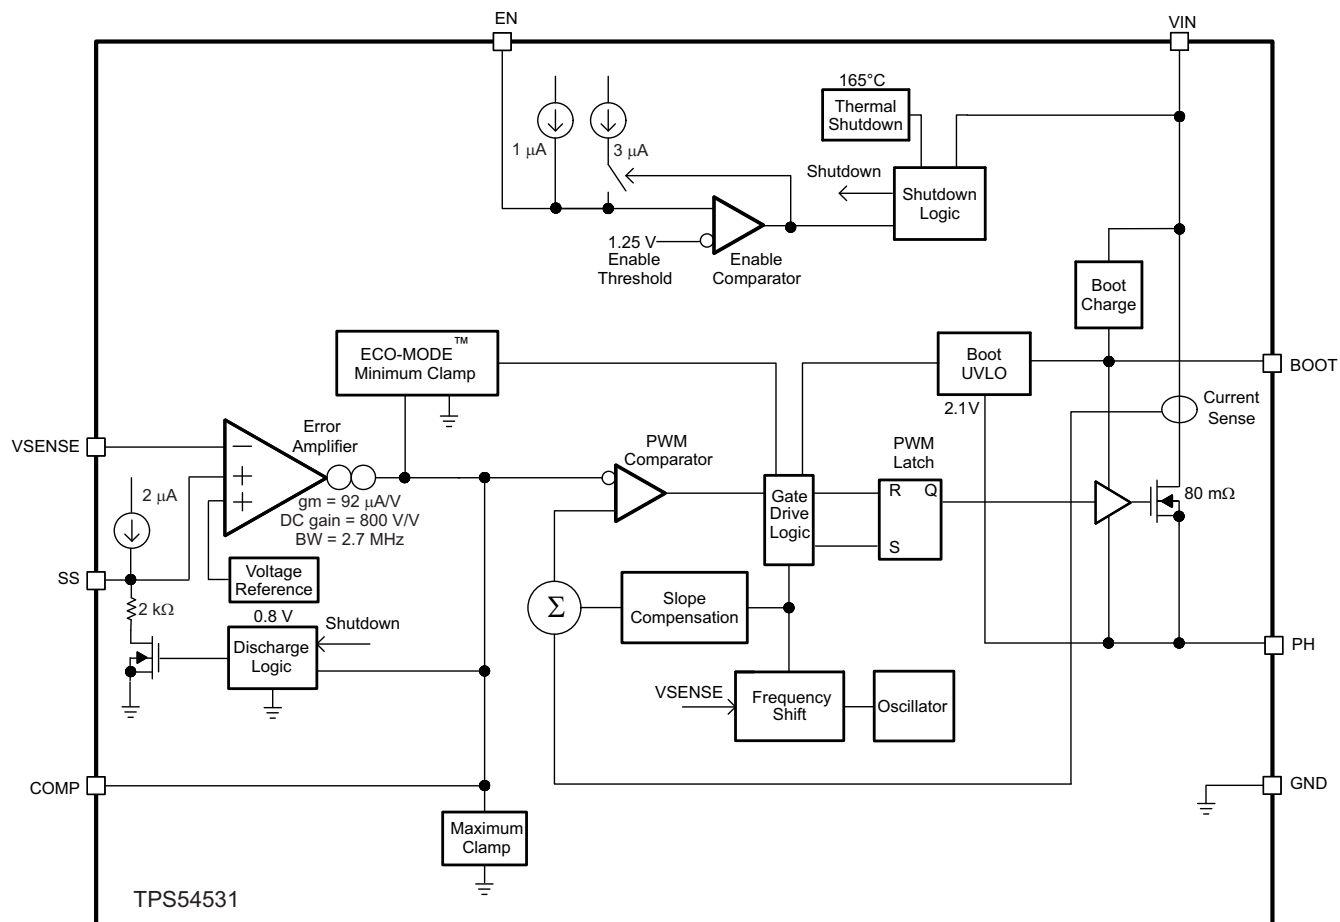 EN
VIN
165°C
Thermal
Shutdown
1 μA
3 μA
Shutdown
Shutdown
Logic
1.25 V
Enable
Threshold
Enable
Comparator
Boot
Charge
ECO-MODE™
Minimum Clamp
Boot
UVLO
2.1V
BOOT
Current
Sense
VSENSE
Error
Amplifier
gm = 92 μA/V
DC gain = 800 V/V
BW = 2.7 MHz
PWM
Comparator
Gate
Drive
Logic
PWM
Latch
R
Q
S
80 mΩ
2 μA
SS
Voltage
Reference
0.8 V
2 kΩ
Discharge
Logic
Shutdown
Σ
Slope
Compensation
PH
VSENSE
Frequency
Shift
Oscillator
COMP
GND
Maximum
Clamp
TPS54531